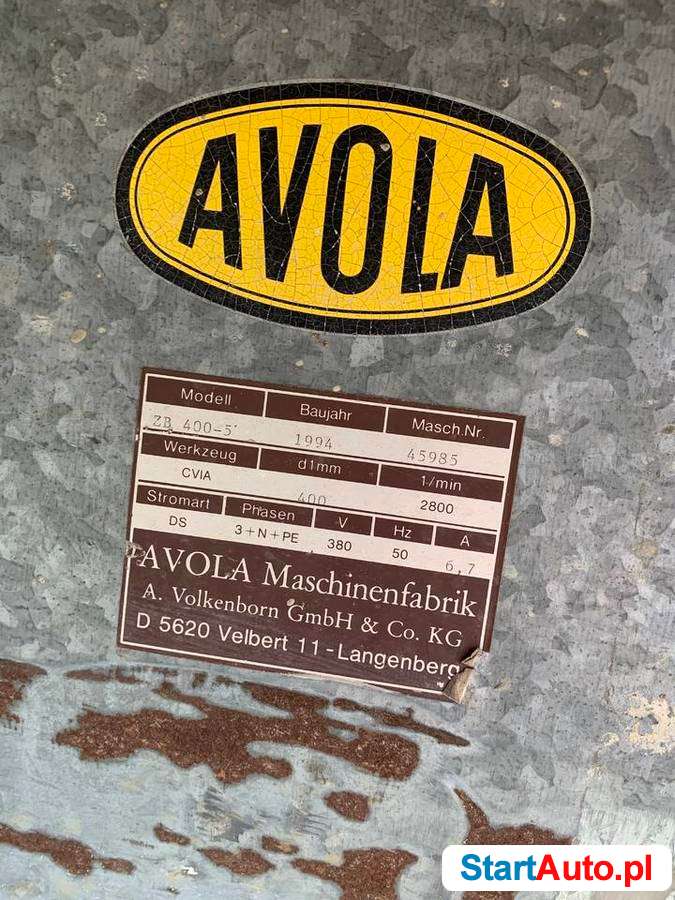 AVOLA
Modell Baujahr Masch.Nr.
ZB 400-5 1994 45985
Werkzeug d1mm 1/min
CVIA 400 2800
Stromart Phasen V Hz A
DS 3+N+PE 380 50 6,7
AVOLA Maschinenfabrik
A. Volkenborn GmbH & Co. KG
D 5620 Velbert 11-Langenberg
StartAuto.pl